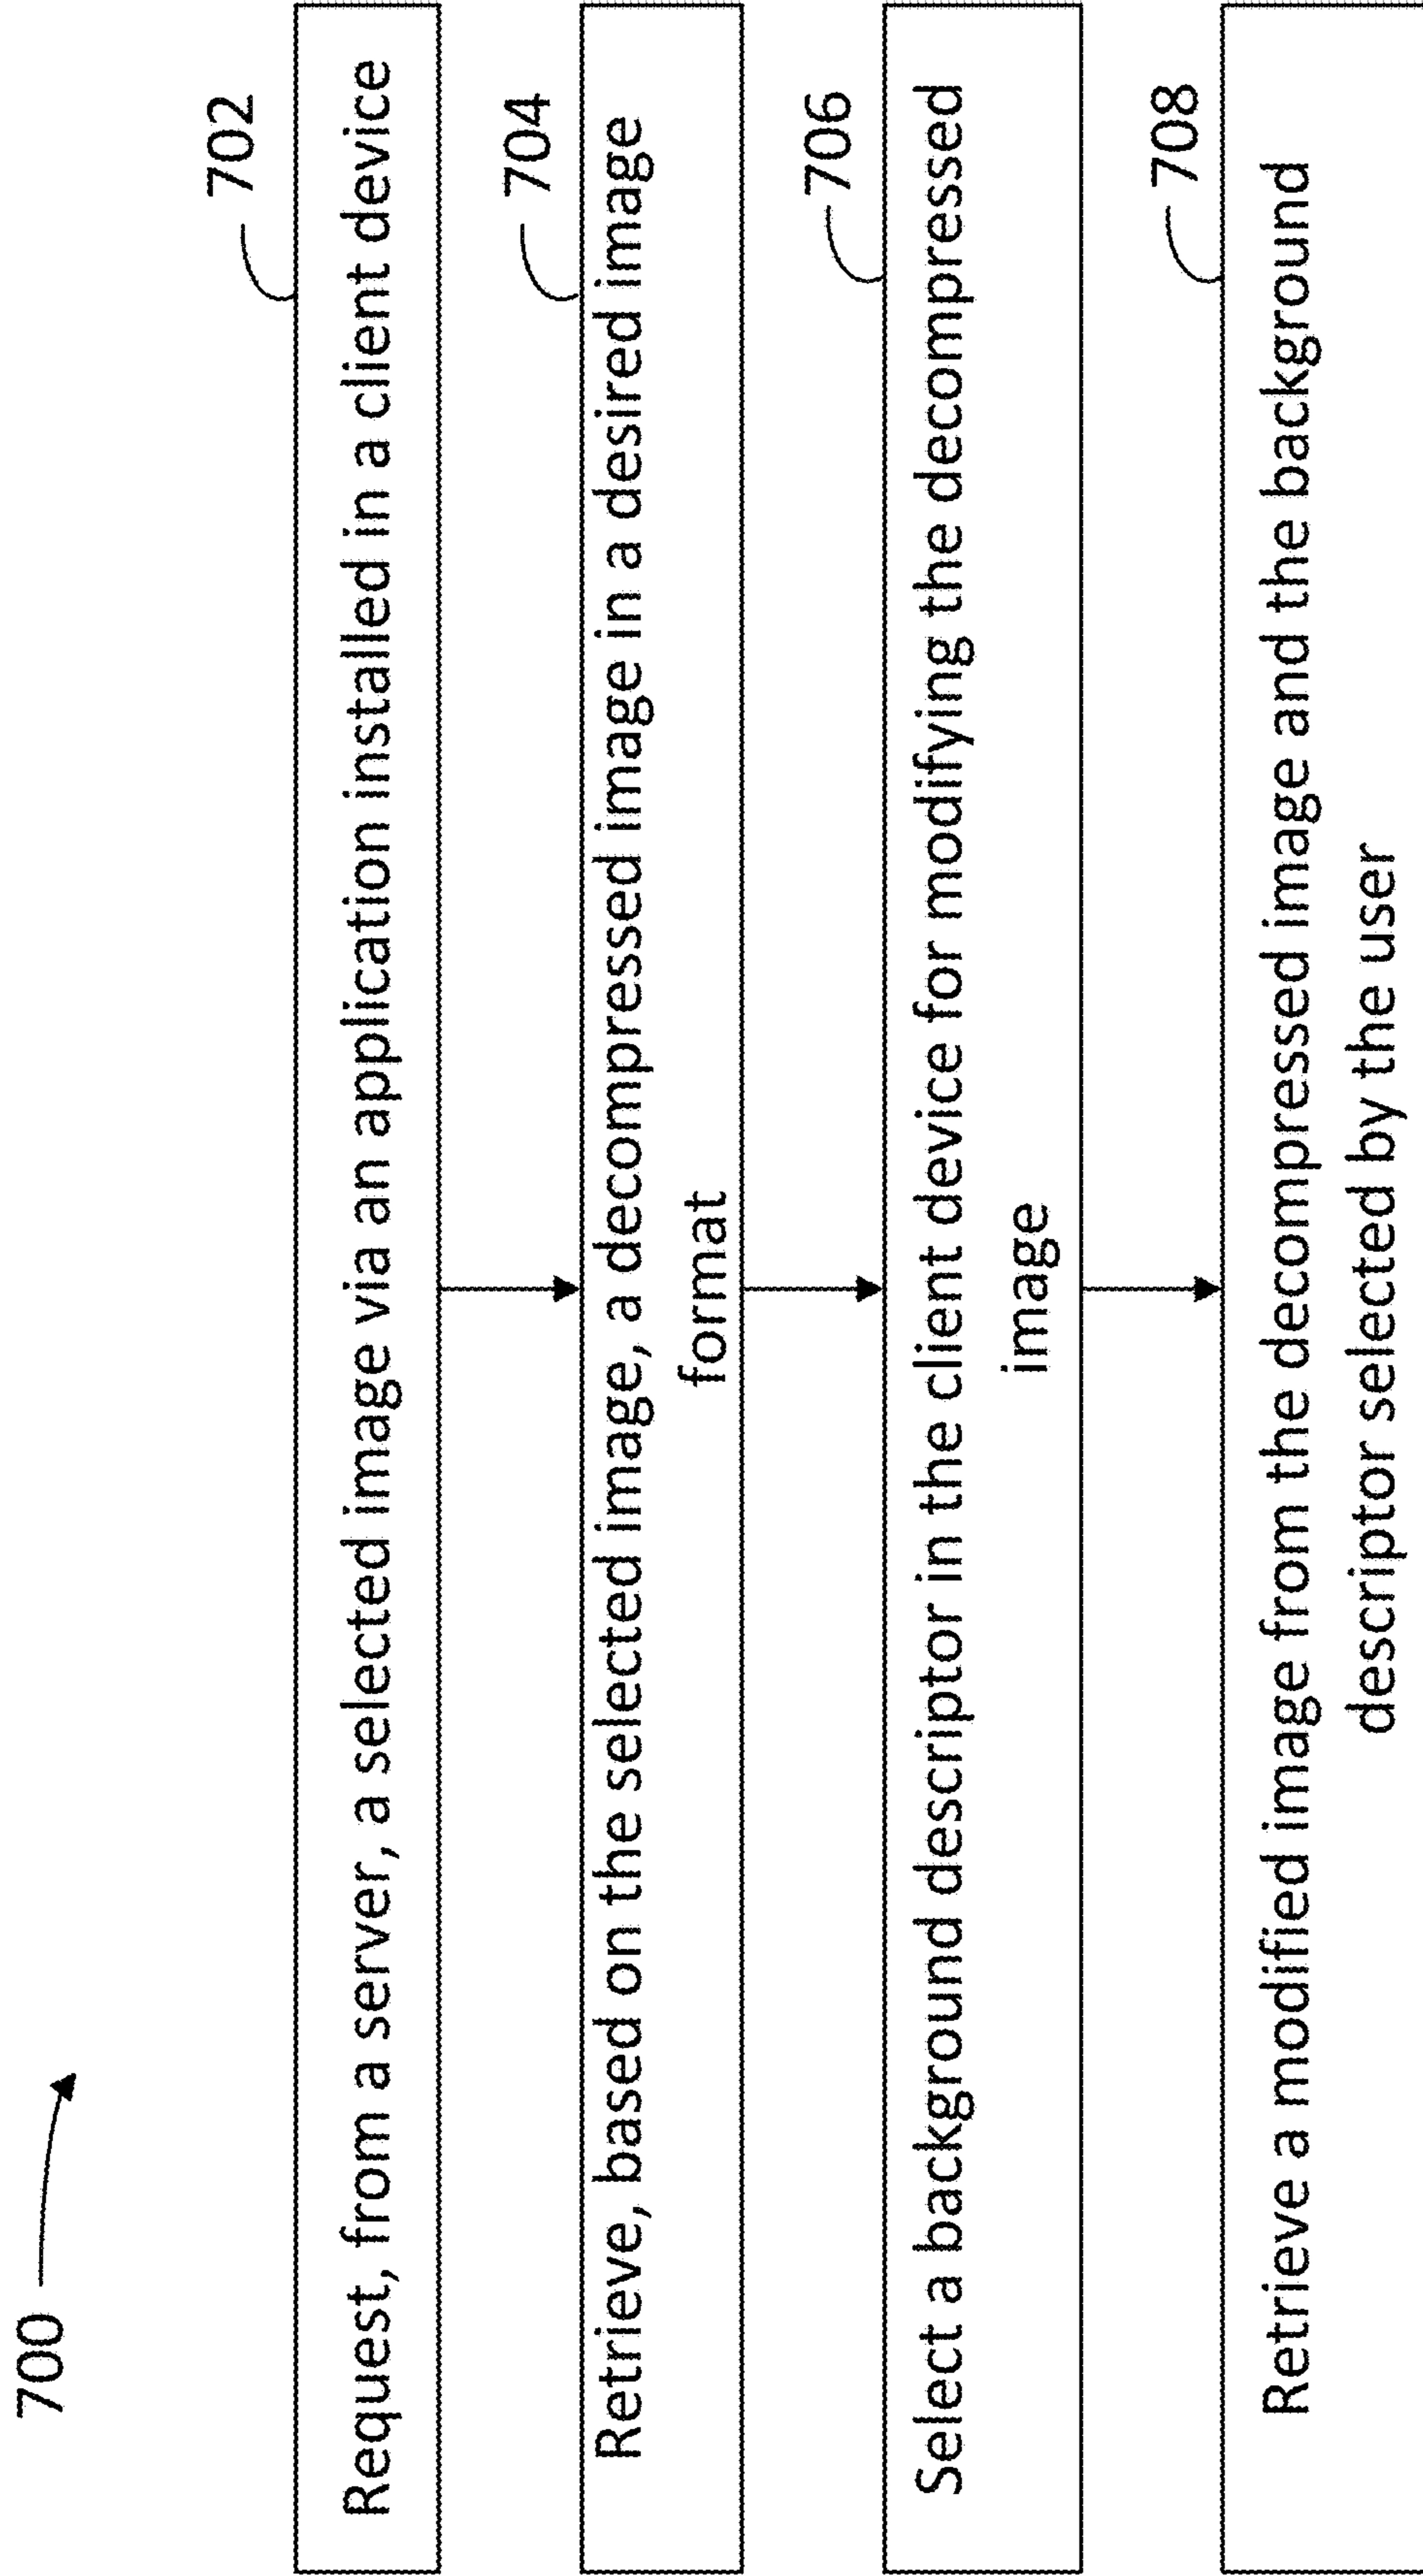 700
702
Request, from a server, a selected image via an application installed in a client device
704
Retrieve, based on the selected image, a decompressed image in a desired image
format
706
Select a background descriptor in the client device for modifying the decompressed
image
708
Retrieve a modified image from the decompressed image and the background
descriptor selected by the user